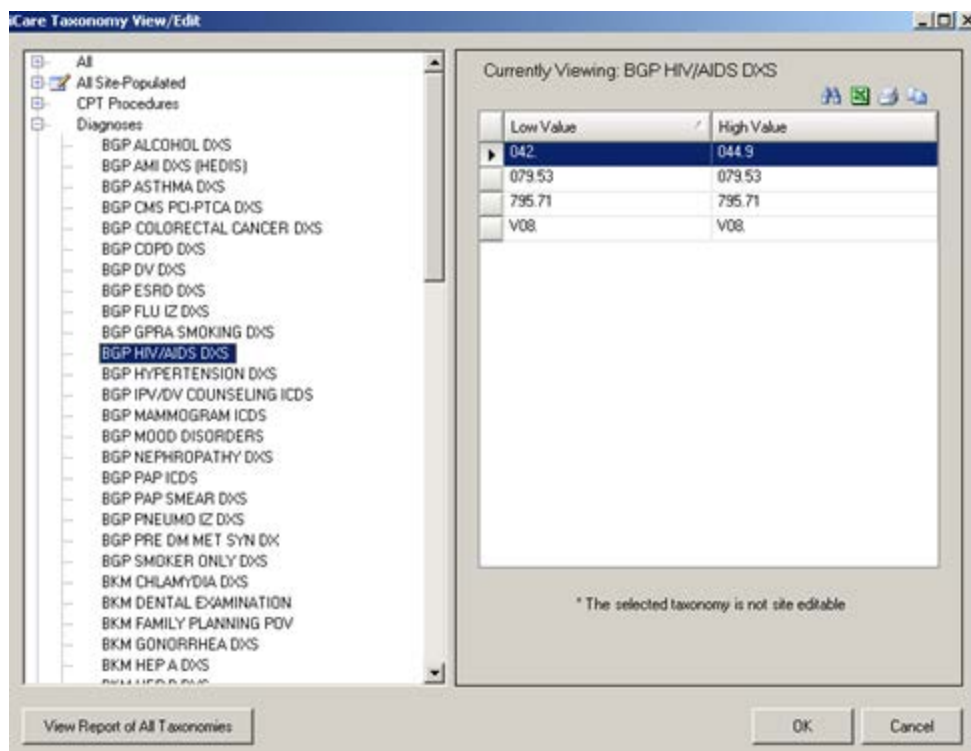 iCare Taxonomy View/Edit
All
All Site-Populated
CPT Procedures
Diagnoses
BGP ALCOHOL DXS
BGP AMI DXS (HEDIS)
BGP ASTHMA DXS
BGP CMS PCI-PTCA DXS
BGP COLORECTAL CANCER DXS
BGP COPD DXS
BGP DV DXS
BGP ESRD DXS
BGP FLU IZ DXS
BGP GPRA SMOKING DXS
BGP HIV/AIDS DXS
BGP HYPERTENSION DXS
BGP IPV/DV COUNSELING ICDS
BGP MAMMOGRAM ICDS
BGP MOOD DISORDERS
BGP NEPHROPATHY DXS
BGP PAP ICDS
BGP PAP SMEAR DXS
BGP PNEUMO IZ DXS
BGP PRE DM MET SYN DX
BGP SMOKER ONLY DXS
BKM CHLAMYDIA DXS
BKM DENTAL EXAMINATION
BKM FAMILY PLANNING POV
BKM GONORRHEA DXS
BKM HEP A DXS
Currently Viewing: BGP HIV/AIDS DXS
Low Value High Value
042. 044.9
079.53 079.53
795.71 795.71
V08. V08.
* The selected taxonomy is not site editable
View Report of All Taxonomies
OK
Cancel